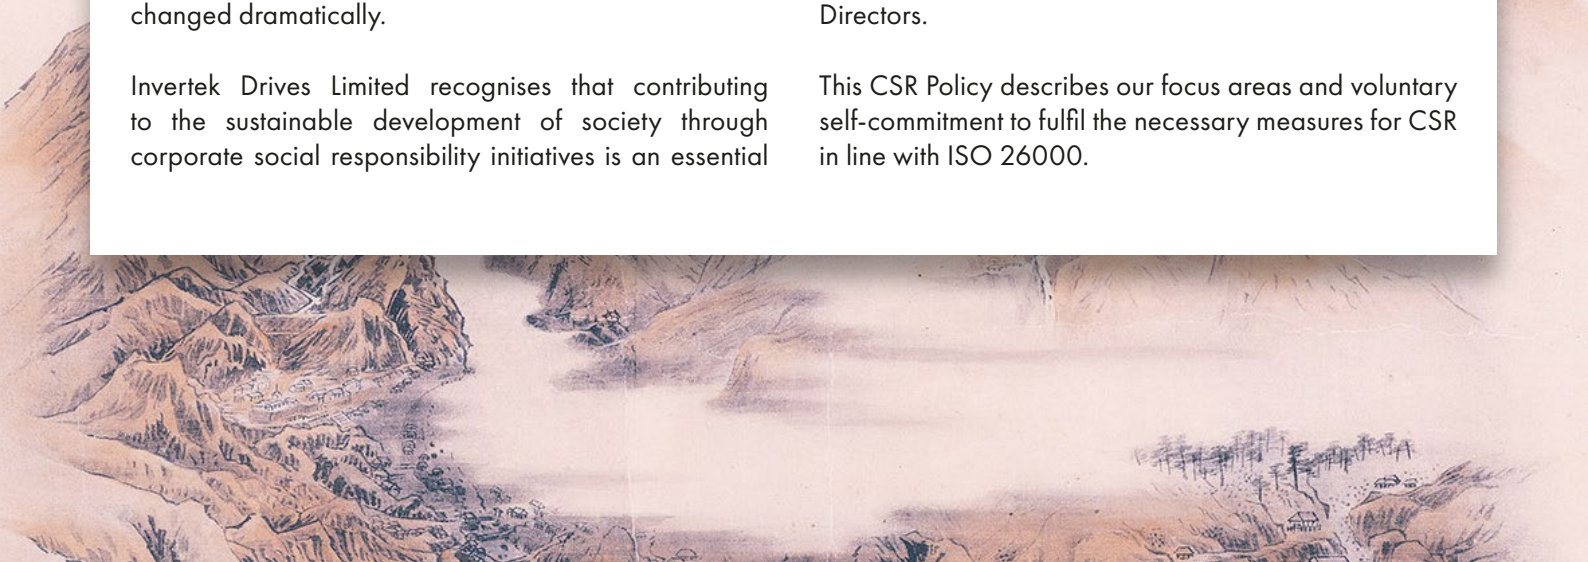 changed dramatically.
Invertek Drives Limited recognises that contributing
to the sustainable development of society through
corporate social responsibility initiatives is an essential
Directors.
This CSR Policy describes our focus areas and voluntary
self-commitment to fulfil the necessary measures for CSR
in line with ISO 26000.